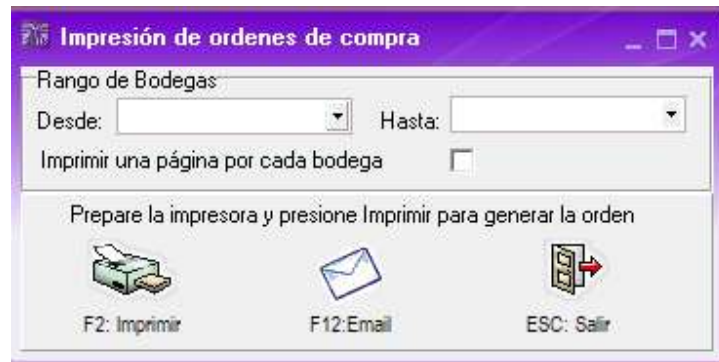 Impresión de ordenes de compra
Rango de Bodegas
Desde: Hasta:
Imprimir una página por cada bodega
Prepare la impresora y presione Imprimir para generar la orden
F2: Imprimir F12:Email ESC: Salir